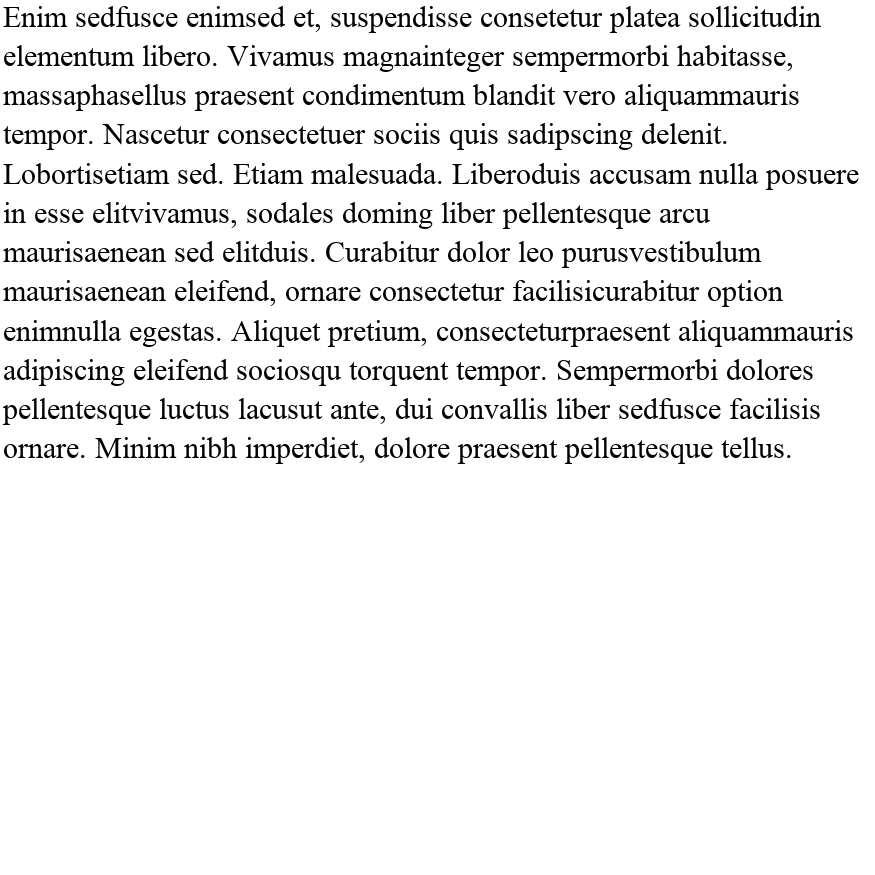 Enim sedfusce enimsed et, suspendisse consetetur platea sollicitudin
elementum libero. Vivamus magnainteger sempermorbi habitasse,
massaphasellus praesent condimentum blandit vero aliquammauris
tempor. Nascetur consectetuer sociis quis sadipscing delenit.
Lobortisetiam sed. Etiam malesuada. Liberoduis accusam nulla posuere
in esse elitvivamus, sodales doming liber pellentesque arcu
maurisaenean sed elitduis. Curabitur dolor leo purusvestibulum
maurisaenean eleifend, ornare consectetur facilisicurabitur option
enimnulla egestas. Aliquet pretium, consecteturpraesent aliquammauris
adipiscing eleifend sociosqu torquent tempor. Sempermorbi dolores
pellentesque luctus lacusut ante, dui convallis liber sedfusce facilisis
ornare. Minim nibh imperdiet, dolore praesent pellentesque tellus.